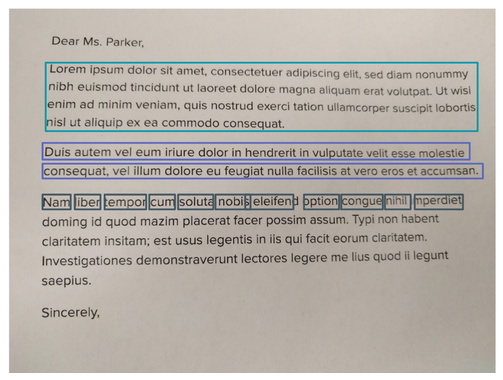 Dear Ms. Parker,
Lorem ipsum dolor sit amet, consectetuer adipiscing elit, sed diam nonummy
nibh euismod tincidunt ut laoreet dolore magna aliquam erat volutpat. Ut wisi
enim ad minim veniam, quis nostrud exerci tation ullamcorper suscipit lobortis
nisl ut aliquip ex ea commodo consequat.
Duis autem vel eum iriure dolor in hendrerit in vulputate velit esse molestie
consequat, vel illum dolore eu feugiat nulla facilisis at vero eros et accumsan.
Nam liber tempor cum soluta nobis eleifend option congue nihil imperdiet
doming id quod mazim placerat facer possim assum. Typi non habent
claritatem insitam; est usus legentis in iis qui facit eorum claritatem.
Investigationes demonstraverunt lectores legere me lius quod ii legunt
saepius.
Sincerely,